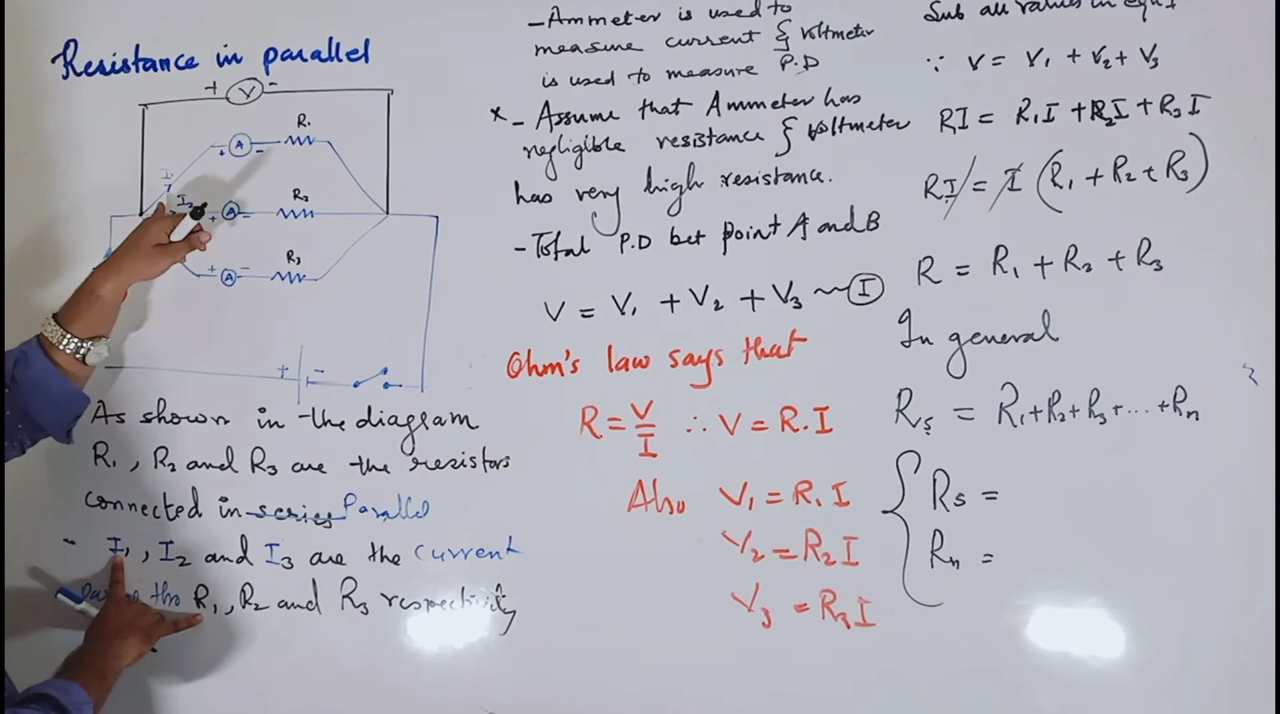 Resistance in parallel
+ V -
+ A - R₁
I₂ + A - R₂
+ A - R₃
+ -
As shown in the diagram
R₁, R₂ and R₃ are the resistors
connected in series Parallel
- I₁, I₂ and I₃ are the current
tho R₁, R₂ and R₃ respectively
- Ammeter is used to
measure current & voltmeter
is used to measure P.D
* - Assume that Ammeter has
negligible resistance & voltmeter
has very high resistance.
- Total P.D bet point A and B
V = V₁ + V₂ + V₃ ~ I
Ohm's law says that
R = V/I ∴ V = R.I
Also V₁ = R₁ I
V₂ = R₂ I
V₃ = R₃ I
Sub all values in eqn I
∵ V = V₁ + V₂ + V₃
RI = R₁I + R₂I + R₃I
RI = I (R₁ + R₂ + R₃)
R = R₁ + R₂ + R₃
In general
Rs = R₁+R₂+R₃+...+Rn
Rs =
Rn =